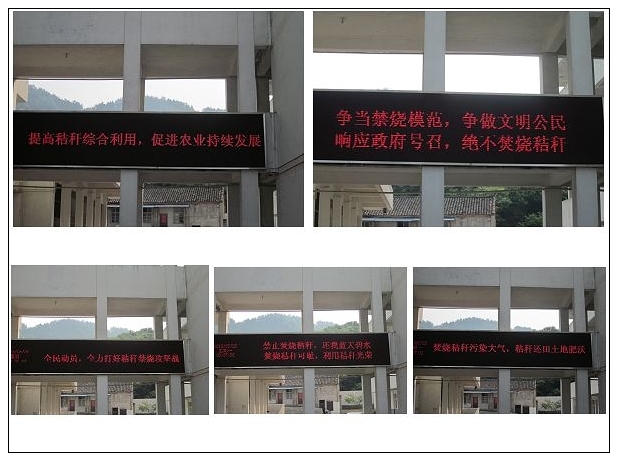 提高秸秆综合利用，促进农业持续发展
争当禁烧模范，争做文明公民
响应政府号召，绝不焚烧秸秆
全民动员，全力打好秸秆禁烧攻坚战
禁止焚烧秸秆，还我蓝天碧水
焚烧秸秆可耻，利用秸秆光荣
焚烧秸秆污染大气，秸秆还田土地肥沃